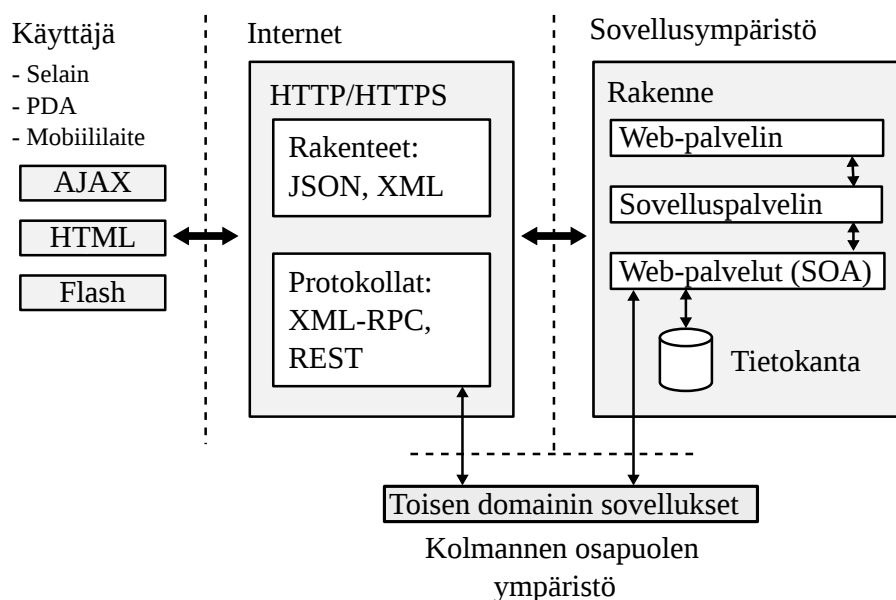 Käyttäjä
- Selain
- PDA
- Mobiililaite
AJAX
HTML
Flash
Internet
HTTP/HTTPS
Rakenteet:
JSON, XML
Protokollat:
XML-RPC,
REST
Sovellusympäristö
Rakenne
Web-palvelin
Sovelluspalvelin
Web-palvelut (SOA)
Tietokanta
Toisen domainin sovellukset
Kolmannen osapuolen
ympäristö